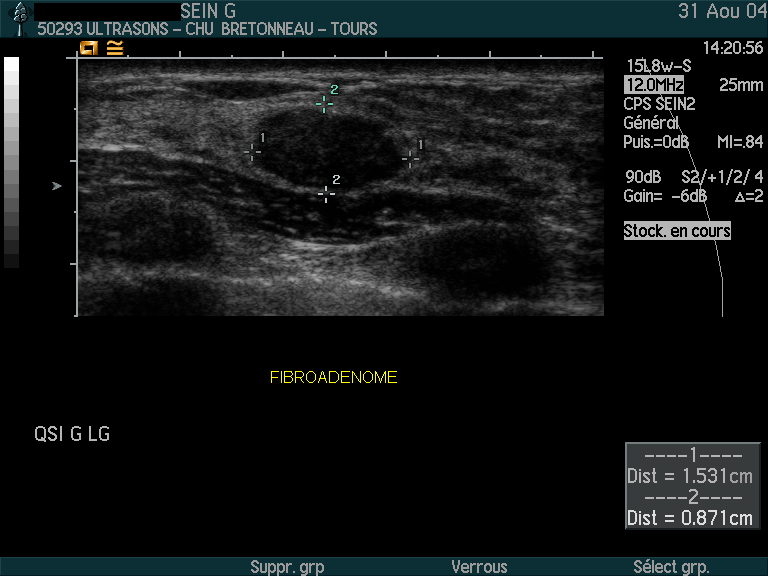 SEIN G
31 Aou 04
50293 ULTRASONS - CHU BRETONNEAU - TOURS
14:20:56
15L8w-S
12.0MHz 25mm
CPS SEIN2
Général
Puis.=0dB MI=.84
90dB S2/+1/2/ 4
Gain= -6dB Δ=2
Stock. en cours
2
1
1
2
FIBROADENOME
QSI G LG
----1----
Dist = 1.531cm
----2----
Dist = 0.871cm
Suppr. grp Verrous Sélect grp.